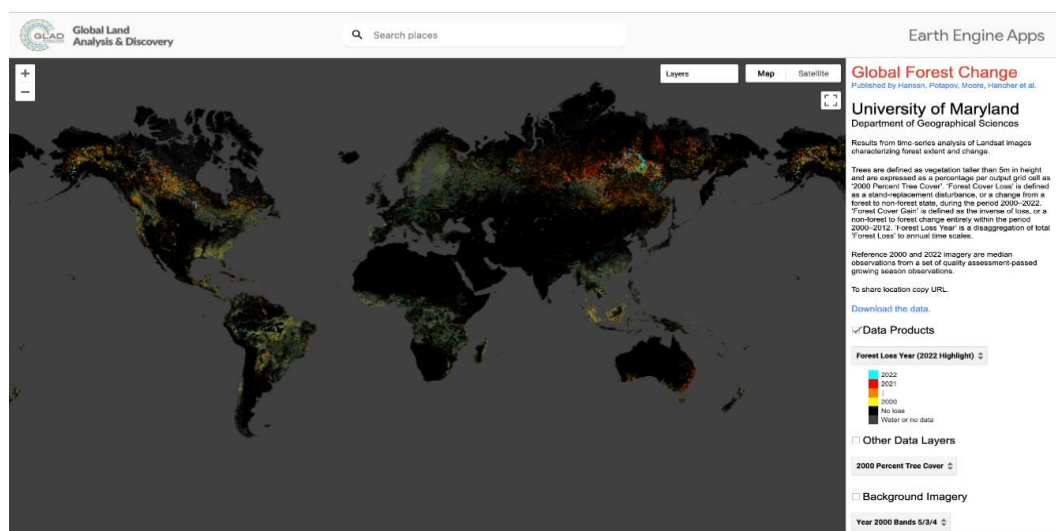 GLAD
Global Land
Analysis & Discovery
Search places
Earth Engine Apps
+
−
Layers
Map
Satellite
Global Forest Change
Published by Hansen, Potapov, Moore, Hancher et al.
University of Maryland
Department of Geographical Sciences
Results from time-series analysis of Landsat images
characterizing forest extent and change.
Trees are defined as vegetation taller than 5m in height
and are expressed as a percentage per output grid cell as
'2000 Percent Tree Cover'. 'Forest Cover Loss' is defined
as a stand-replacement disturbance, or a change from a
forest to non-forest state, during the period 2000–2022.
'Forest Cover Gain' is defined as the inverse of loss, or a
non-forest to forest change entirely within the period
2000–2012. 'Forest Loss Year' is a disaggregation of total
'Forest Loss' to annual time scales.
Reference 2000 and 2022 imagery are median
observations from a set of quality assessment-passed
growing season observations.
To share location copy URL.
Download the data.
Data Products
Forest Loss Year (2022 Highlight)
2022
2021
⋮
2000
No loss
Water or no data
Other Data Layers
2000 Percent Tree Cover
Background Imagery
Year 2000 Bands 5/3/4